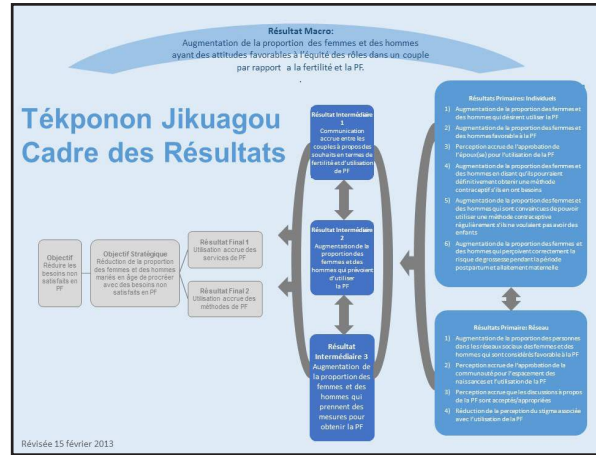 Résultat Macro:
Augmentation de la proportion des femmes et des hommes
ayant des attitudes favorables à l'équité des rôles dans un couple
par rapport a la fertilité et la PF.
.
Tékponon Jikuagou
Cadre des Résultats
Objectif
Réduire les
besoins non
satisfaits en
PF
Objectif Stratégique
Réduction de la proportion
des femmes et des hommes
mariés en âge de procréer
avec des besoins non
satisfaits en PF
Résultat Final 1
Utilisation accrue des
services de PF
Résultat Final 2
Utilisation accrue des
méthodes de PF
Résultat Intermédiaire
1
Communication
accrue entre les
couples à propos des
souhaits en termes de
fertilité et d'utilisation
de PF
Résultat Intermédiaire
2
Augmentation de la
proportion des
femmes et des
hommes qui prévoient
d'utiliser
la PF
Résultat
Intermédiaire 3
Augmentation de
la proportion des
femmes et des
hommes qui
prennent des
mesures pour
obtenir la PF
Résultats Primaires: Individuels
1) Augmentation de la proportion des femmes et
des hommes qui désirent utiliser la PF
2) Augmentation de la proportion des femmes et
des hommes favorable à la PF
3) Perception accrue de l'approbation de
l'époux(se) pour l'utilisation de la PF
4) Augmentation de la proportion des femmes et
des hommes en disant qu'ils pourraient
définitivement obtenir une méthode
contraceptif s'ils en ont besoins
5) Augmentation de la proportion des femmes et
des hommes qui sont convaincues de pouvoir
utiliser une méthode contraceptive
régulièrement s'ils ne voulaient pas avoir des
enfants
6) Augmentation de la proportion des femmes et
des hommes qui perçoivent correctement la
risque de grossesse pendant la période
postpartum et allaitement maternelle
Résultats Primaire: Réseau
1) Augmentation de la proportion des personnes
dans les réseaux sociaux des femmes et des
hommes qui sont considérés favorable à la PF
2) Perception accrue de l'approbation de la
communauté pour l'espacement des
naissances et l'utilisation de la PF
3) Perception accrue que les discussions à propos
de la PF sont acceptés/appropriées
4) Réduction de la perception du stigme associée
avec l'utilisation de la PF
Révisée 15 février 2013